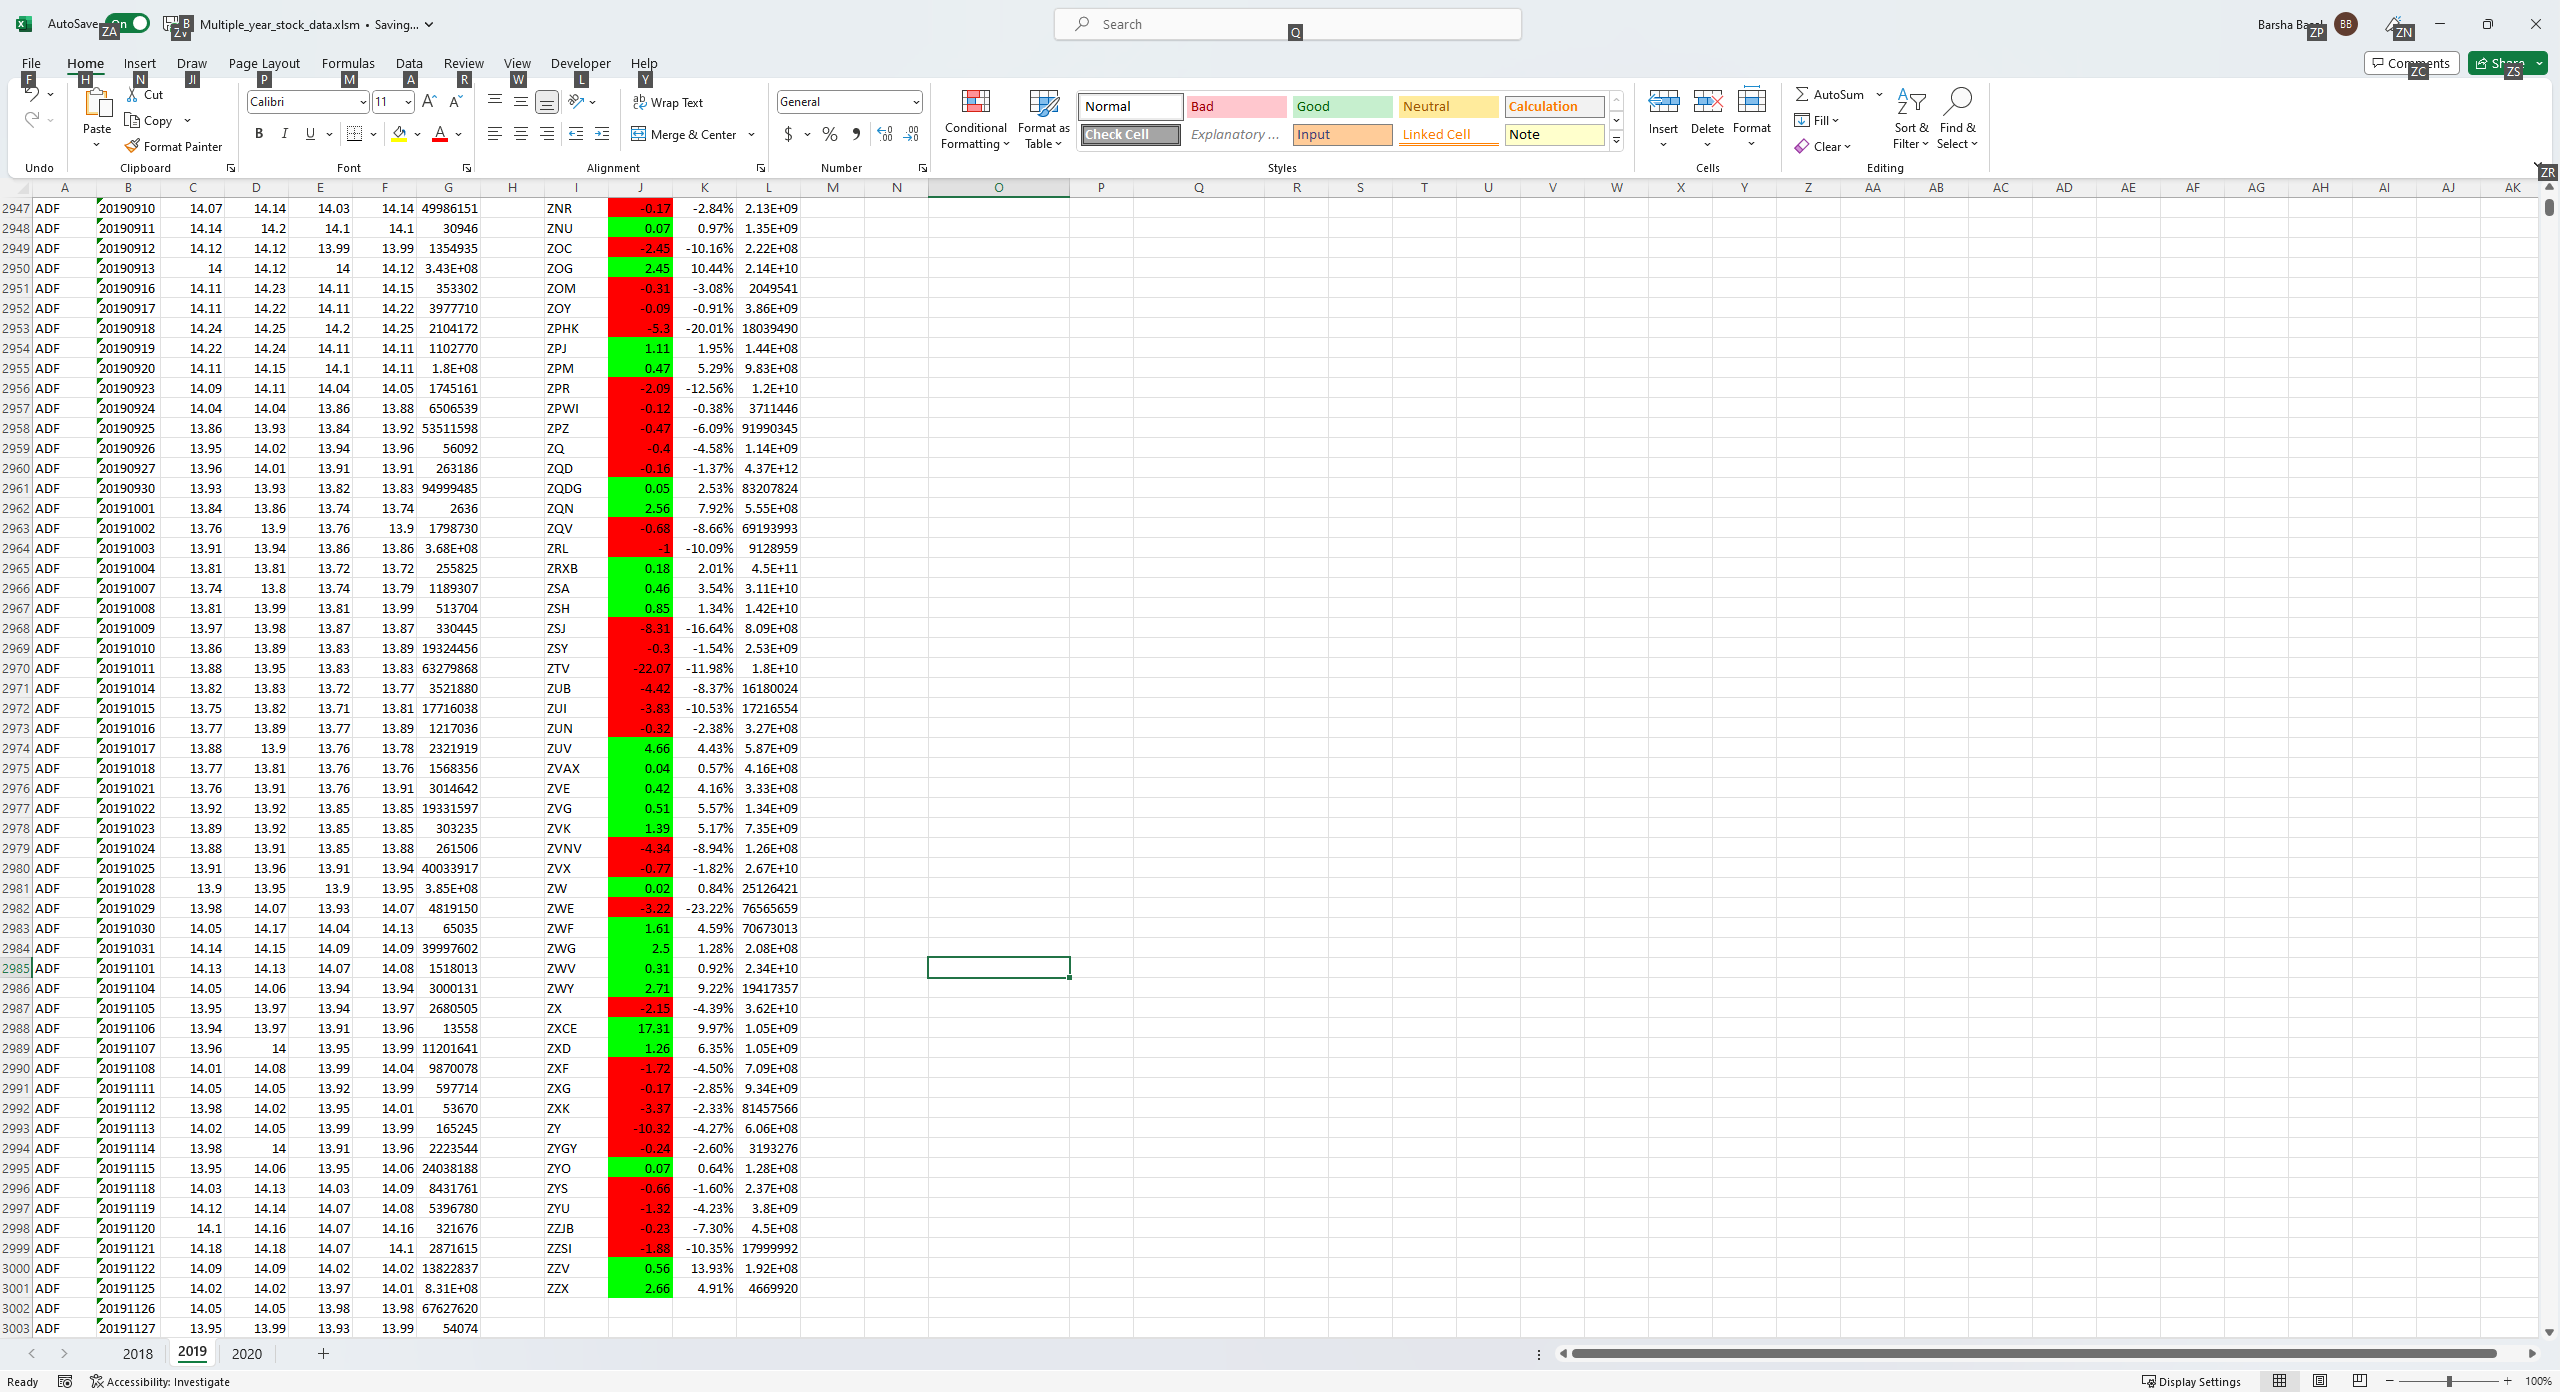 AutoSave On Multiple_year_stock_data.xlsm • Saving... Search Barsha Basel BB
ZA B ZV Q ZP ZN
File Home Insert Draw Page Layout Formulas Data Review View Developer Help Comments Share
F H N JI P M A R W L Y ZC ZS
Cut Calibri 11 Wrap Text General Normal Bad Good Neutral Calculation AutoSum
Paste Copy B I U A Merge & Center $ % Conditional Formatting Format as Table Check Cell Explanatory ... Input Linked Cell Note Insert Delete Format Fill Sort & Filter Find & Select
Format Painter Clear
Undo Clipboard Font Alignment Number Styles Cells Editing ZR
A B C D E F G H I J K L M N O P Q R S T U V W X Y Z AA AB AC AD AE AF AG AH AI AJ AK
2947 ADF 20190910 14.07 14.14 14.03 14.14 49986151 ZNR -0.17 -2.84% 2.13E+09
2948 ADF 20190911 14.14 14.2 14.1 14.1 30946 ZNU 0.07 0.97% 1.35E+09
2949 ADF 20190912 14.12 14.12 13.99 13.99 1354935 ZOC -2.45 -10.16% 2.22E+08
2950 ADF 20190913 14 14.12 14 14.12 3.43E+08 ZOG 2.45 10.44% 2.14E+10
2951 ADF 20190916 14.11 14.23 14.11 14.15 353302 ZOM -0.31 -3.08% 2049541
2952 ADF 20190917 14.11 14.22 14.11 14.22 3977710 ZOY -0.09 -0.91% 3.86E+09
2953 ADF 20190918 14.24 14.25 14.2 14.25 2104172 ZPHK -5.3 -20.01% 18039490
2954 ADF 20190919 14.22 14.24 14.11 14.11 1102770 ZPJ 1.11 1.95% 1.44E+08
2955 ADF 20190920 14.11 14.15 14.1 14.11 1.8E+08 ZPM 0.47 5.29% 9.83E+08
2956 ADF 20190923 14.09 14.11 14.04 14.05 1745161 ZPR -2.09 -12.56% 1.2E+10
2957 ADF 20190924 14.04 14.04 13.86 13.88 6506539 ZPWI -0.12 -0.38% 3711446
2958 ADF 20190925 13.86 13.93 13.84 13.92 53511598 ZPZ -0.47 -6.09% 91990345
2959 ADF 20190926 13.95 14.02 13.94 13.96 56092 ZQ -0.4 -4.58% 1.14E+09
2960 ADF 20190927 13.96 14.01 13.91 13.91 263186 ZQD -0.16 -1.37% 4.37E+12
2961 ADF 20190930 13.93 13.93 13.82 13.83 94999485 ZQDG 0.05 2.53% 83207824
2962 ADF 20191001 13.84 13.86 13.74 13.74 2636 ZQN 2.56 7.92% 5.55E+08
2963 ADF 20191002 13.76 13.9 13.76 13.9 1798730 ZQV -0.68 -8.66% 69193993
2964 ADF 20191003 13.91 13.94 13.86 13.86 3.68E+08 ZRL -1 -10.09% 9128959
2965 ADF 20191004 13.81 13.81 13.72 13.72 255825 ZRXB 0.18 2.01% 4.5E+11
2966 ADF 20191007 13.74 13.8 13.74 13.79 1189307 ZSA 0.46 3.54% 3.11E+10
2967 ADF 20191008 13.81 13.99 13.81 13.99 513704 ZSH 0.85 1.34% 1.42E+10
2968 ADF 20191009 13.97 13.98 13.87 13.87 330445 ZSJ -8.31 -16.64% 8.09E+08
2969 ADF 20191010 13.86 13.89 13.83 13.89 19324456 ZSY -0.3 -1.54% 2.53E+09
2970 ADF 20191011 13.88 13.95 13.83 13.83 63279868 ZTV -22.07 -11.98% 1.8E+10
2971 ADF 20191014 13.82 13.83 13.72 13.77 3521880 ZUB -4.42 -8.37% 16180024
2972 ADF 20191015 13.75 13.82 13.71 13.81 17716038 ZUI -3.83 -10.53% 17216554
2973 ADF 20191016 13.77 13.89 13.77 13.89 1217036 ZUN -0.32 -2.38% 3.27E+08
2974 ADF 20191017 13.88 13.9 13.76 13.78 2321919 ZUV 4.66 4.43% 5.87E+09
2975 ADF 20191018 13.77 13.81 13.76 13.76 1568356 ZVAX 0.04 0.57% 4.16E+08
2976 ADF 20191021 13.76 13.91 13.76 13.91 3014642 ZVE 0.42 4.16% 3.33E+08
2977 ADF 20191022 13.92 13.92 13.85 13.85 19331597 ZVG 0.51 5.57% 1.34E+09
2978 ADF 20191023 13.89 13.92 13.85 13.85 303235 ZVK 1.39 5.17% 7.35E+09
2979 ADF 20191024 13.88 13.91 13.85 13.88 261506 ZVNV -4.34 -8.94% 1.26E+08
2980 ADF 20191025 13.91 13.96 13.91 13.94 40033917 ZVX -0.77 -1.82% 2.67E+10
2981 ADF 20191028 13.9 13.95 13.9 13.95 3.85E+08 ZW 0.02 0.84% 25126421
2982 ADF 20191029 13.98 14.07 13.93 14.07 4819150 ZWE -3.22 -23.22% 76565659
2983 ADF 20191030 14.05 14.17 14.04 14.13 65035 ZWF 1.61 4.59% 70673013
2984 ADF 20191031 14.14 14.15 14.09 14.09 39997602 ZWG 2.5 1.28% 2.08E+08
2985 ADF 20191101 14.13 14.13 14.07 14.08 1518013 ZWV 0.31 0.92% 2.34E+10
2986 ADF 20191104 14.05 14.06 13.94 13.94 3000131 ZWY 2.71 9.22% 19417357
2987 ADF 20191105 13.95 13.97 13.94 13.97 2680505 ZX -2.15 -4.39% 3.62E+10
2988 ADF 20191106 13.94 13.97 13.91 13.96 13558 ZXCE 17.31 9.97% 1.05E+09
2989 ADF 20191107 13.96 14 13.95 13.99 11201641 ZXD 1.26 6.35% 1.05E+09
2990 ADF 20191108 14.01 14.08 13.99 14.04 9870078 ZXF -1.72 -4.50% 7.09E+08
2991 ADF 20191111 14.05 14.05 13.92 13.99 597714 ZXG -0.17 -2.85% 9.34E+09
2992 ADF 20191112 13.98 14.02 13.95 14.01 53670 ZXK -3.37 -2.33% 81457566
2993 ADF 20191113 14.02 14.05 13.99 13.99 165245 ZY -10.32 -4.27% 6.06E+08
2994 ADF 20191114 13.98 14 13.91 13.96 2223544 ZYGY -0.24 -2.60% 3193276
2995 ADF 20191115 13.95 14.06 13.95 14.06 24038188 ZYO 0.07 0.64% 1.28E+08
2996 ADF 20191118 14.03 14.13 14.03 14.09 8431761 ZYS -0.66 -1.60% 2.37E+08
2997 ADF 20191119 14.12 14.14 14.07 14.08 5396780 ZYU -1.32 -4.23% 3.8E+09
2998 ADF 20191120 14.1 14.16 14.07 14.16 321676 ZZJB -0.23 -7.30% 4.5E+08
2999 ADF 20191121 14.18 14.18 14.07 14.1 2871615 ZZSI -1.88 -10.35% 17999992
3000 ADF 20191122 14.09 14.09 14.02 14.02 13822837 ZZV 0.56 13.93% 1.92E+08
3001 ADF 20191125 14.02 14.02 13.97 14.01 8.31E+08 ZZX 2.66 4.91% 4669920
3002 ADF 20191126 14.05 14.05 13.98 13.98 67627620
3003 ADF 20191127 13.95 13.99 13.93 13.99 54074
2018 2019 2020 +
Ready Accessibility: Investigate Display Settings 100%